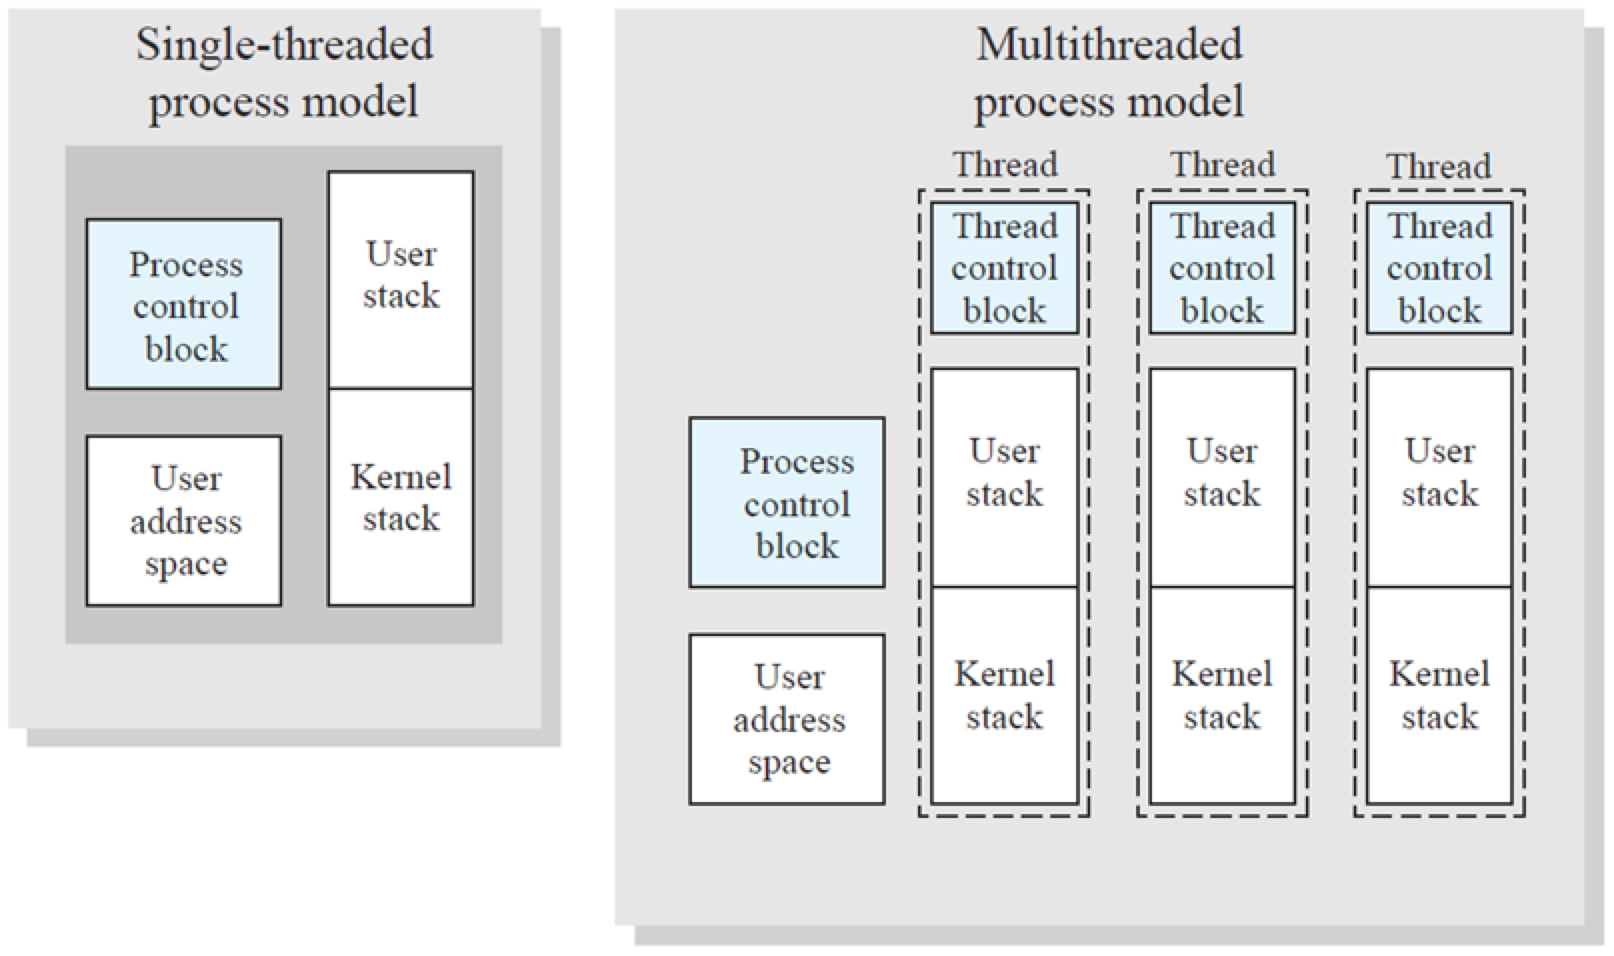 Single-threaded
process model
Process
control
block
User
stack
User
address
space
Kernel
stack
Multithreaded
process model
Process
control
block
User
address
space
Thread
Thread
control
block
User
stack
Kernel
stack
Thread
Thread
control
block
User
stack
Kernel
stack
Thread
Thread
control
block
User
stack
Kernel
stack